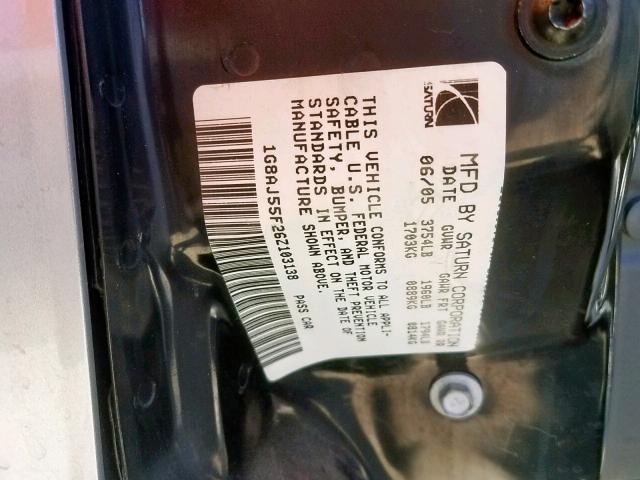 SATURN
MFD BY SATURN CORPORATION
DATE GVWR GAWR FRT GAWR RR
06/05 3754LB 1960LB 1794LB
1703KG 0889KG 0814KG
THIS VEHICLE CONFORMS TO ALL APPLI-
CABLE U.S. FEDERAL MOTOR VEHICLE
SAFETY, BUMPER, AND THEFT PREVENTION
STANDARDS IN EFFECT ON THE DATE OF
MANUFACTURE SHOWN ABOVE.
1G8AJ55F26Z103138 PASS CAR